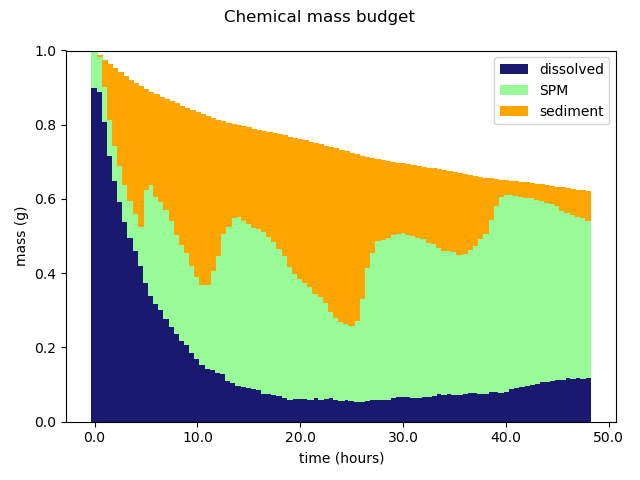 Chemical mass budget
1.0
0.8
0.6
0.4
0.2
0.0
mass (g)
dissolved
SPM
sediment
0.0 10.0 20.0 30.0 40.0 50.0
time (hours)